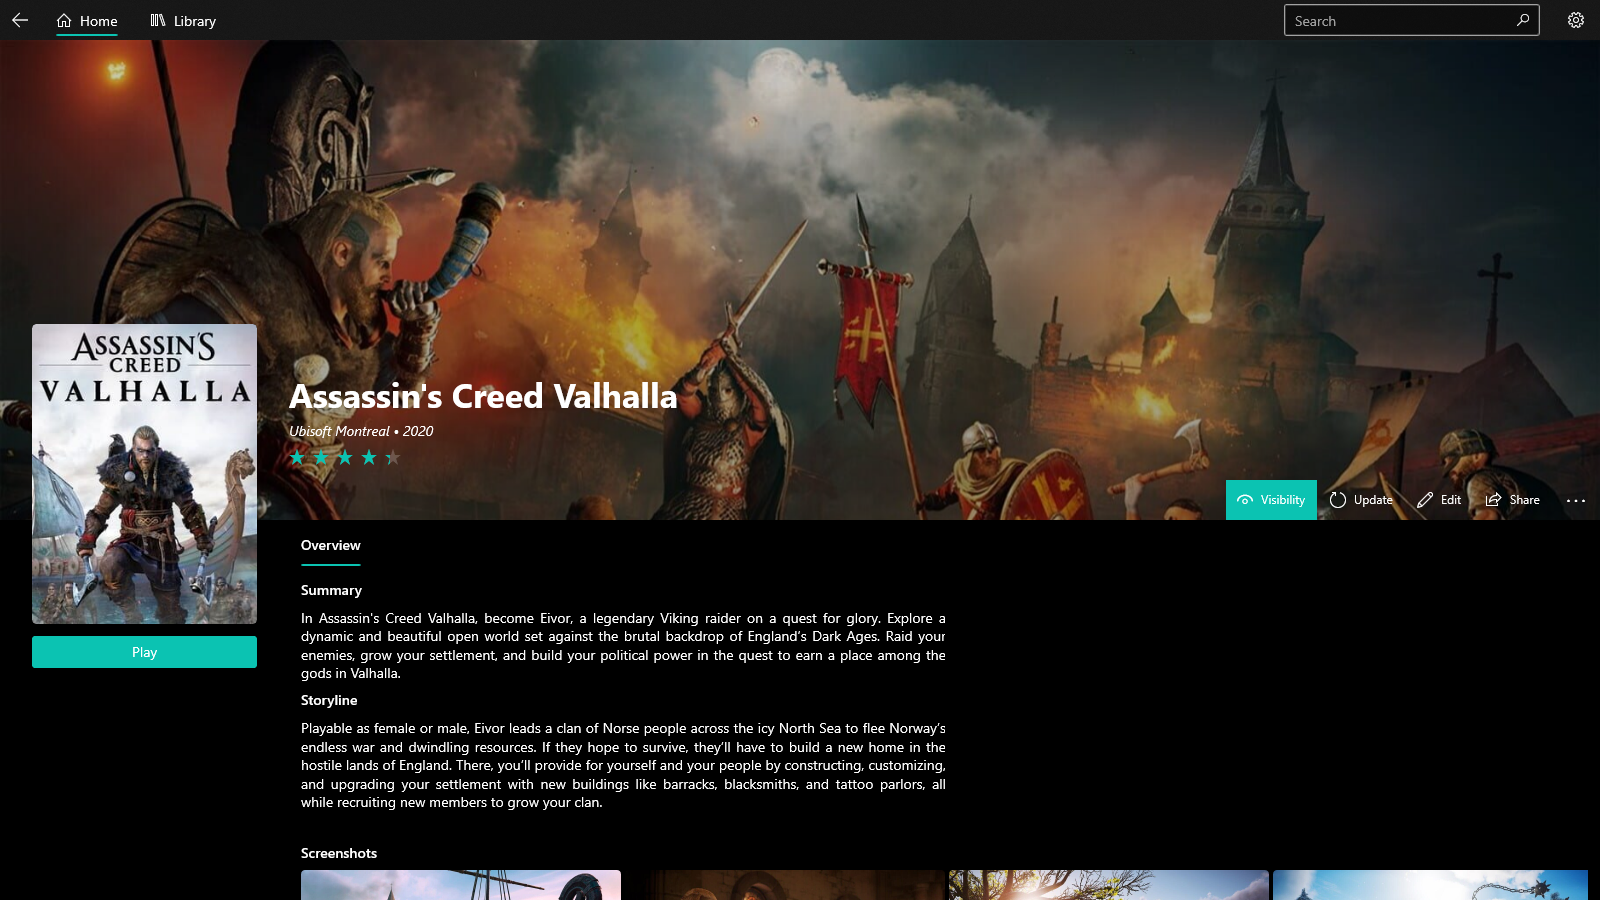 Home
Library
Search
ASSASSIN'S
CREED
VALHALLA
Assassin's Creed Valhalla
Ubisoft Montreal • 2020
Visibility
Update
Edit
Share
Play
Overview
Summary
In Assassin's Creed Valhalla, become Eivor, a legendary Viking raider on a quest for glory. Explore a
dynamic and beautiful open world set against the brutal backdrop of England’s Dark Ages. Raid your
enemies, grow your settlement, and build your political power in the quest to earn a place among the
gods in Valhalla.
Storyline
Playable as female or male, Eivor leads a clan of Norse people across the icy North Sea to flee Norway’s
endless war and dwindling resources. If they hope to survive, they’ll have to build a new home in the
hostile lands of England. There, you’ll provide for yourself and your people by constructing, customizing,
and upgrading your settlement with new buildings like barracks, blacksmiths, and tattoo parlors, all
while recruiting new members to grow your clan.
Screenshots